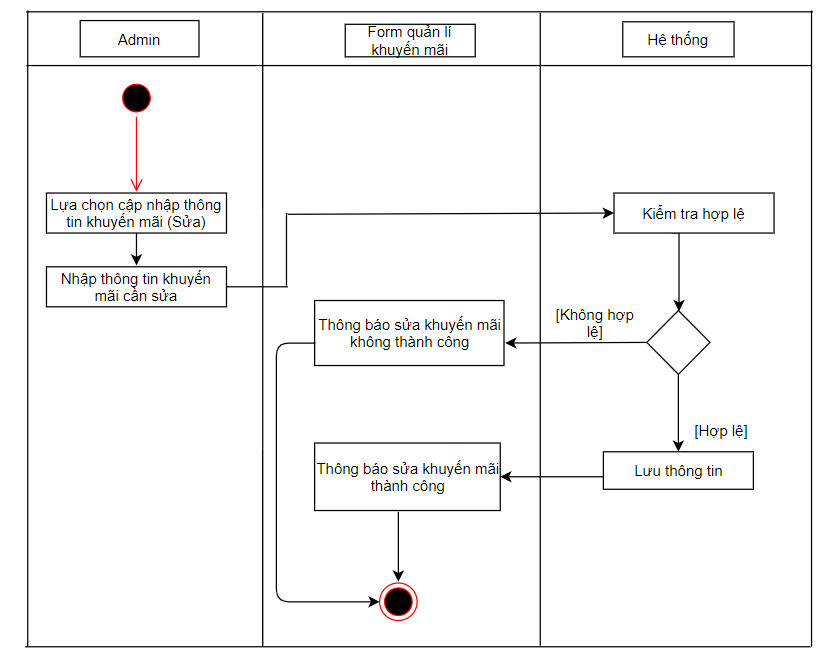 Admin
Form quản lí
khuyến mãi
Hệ thống
Lựa chọn cập nhập thông
tin khuyến mãi (Sửa)
Kiểm tra hợp lệ
Nhập thông tin khuyến
mãi cần sửa
Thông báo sửa khuyến mãi
không thành công
[Không hợp
lệ]
[Hợp lệ]
Thông báo sửa khuyến mãi
thành công
Lưu thông tin